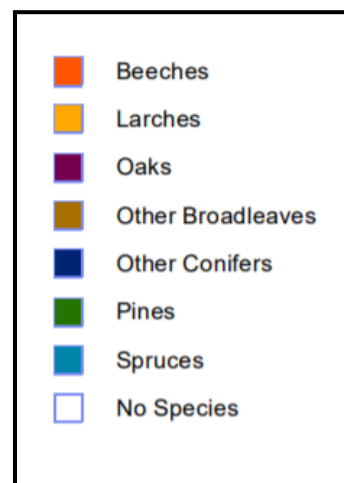 Beeches
Larches
Oaks
Other Broadleaves
Other Conifers
Pines
Spruces
No Species